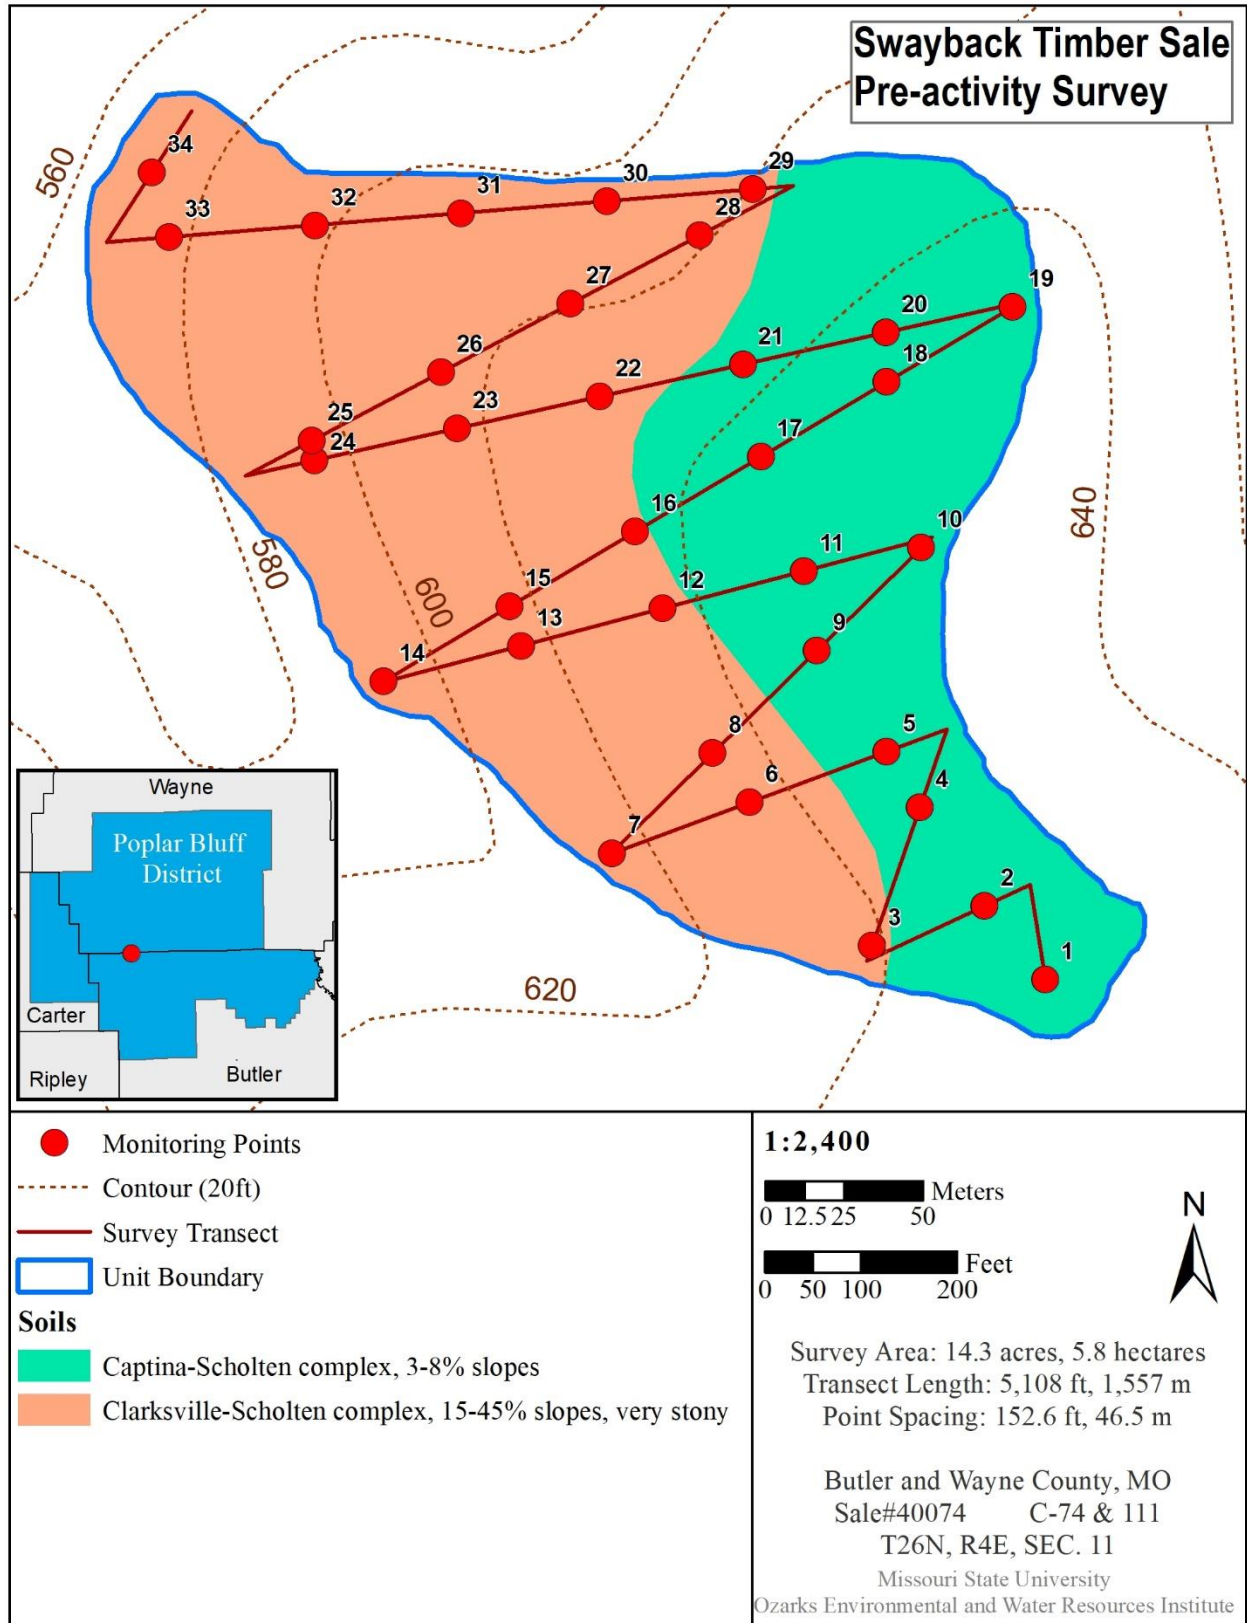 Swayback Timber Sale
Pre-activity Survey
560
34
33
32
31
30
29
28
27
26
25
24
23
22
21
20
19
18
17
16
15
14
13
12
11
10
9
8
7
6
5
4
3
2
1
580
600
620
640
Wayne
Poplar Bluff
District
Carter
Ripley
Butler
Monitoring Points
Contour (20ft)
Survey Transect
Unit Boundary
Soils
Captina-Scholten complex, 3-8% slopes
Clarksville-Scholten complex, 15-45% slopes, very stony
1:2,400
Meters
0 12.5 25 50
Feet
0 50 100 200
N
Survey Area: 14.3 acres, 5.8 hectares
Transect Length: 5,108 ft, 1,557 m
Point Spacing: 152.6 ft, 46.5 m
Butler and Wayne County, MO
Sale#40074 C-74 & 111
T26N, R4E, SEC. 11
Missouri State University
Ozarks Environmental and Water Resources Institute